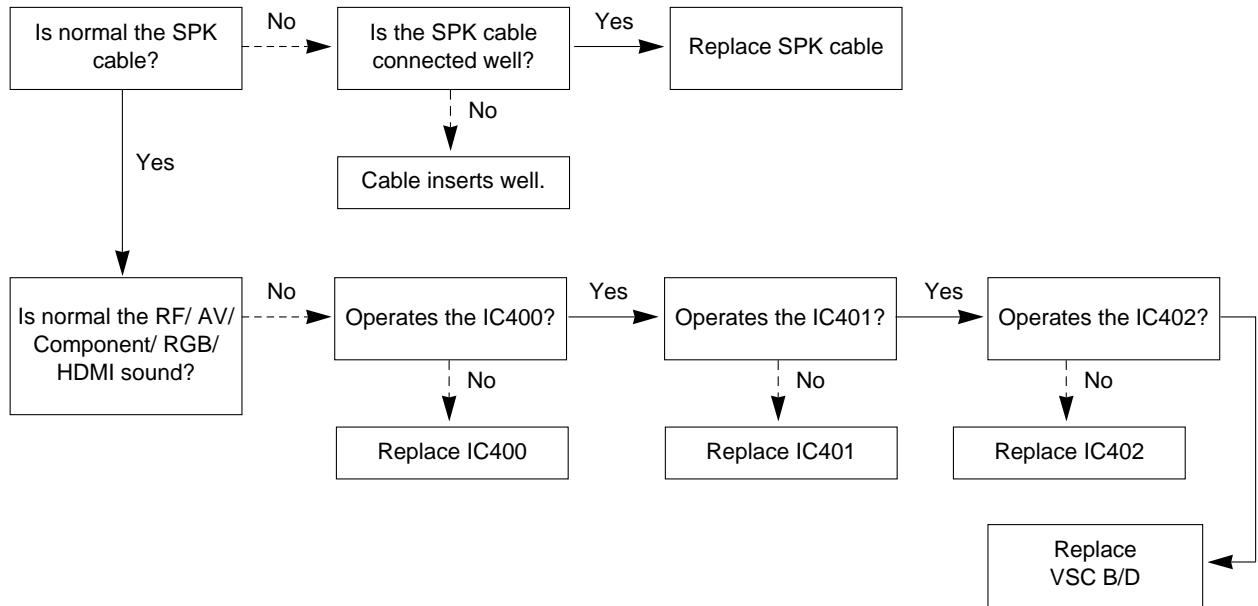 Is normal the SPK
cable?
No
Is the SPK cable
connected well?
Yes
Replace SPK cable
No
Cable inserts well.
Yes
Is normal the RF/ AV/
Component/ RGB/
HDMI sound?
No
Operates the IC400?
Yes
Operates the IC401?
Yes
Operates the IC402?
No
Replace IC400
No
Replace IC401
No
Replace IC402
Replace
VSC B/D